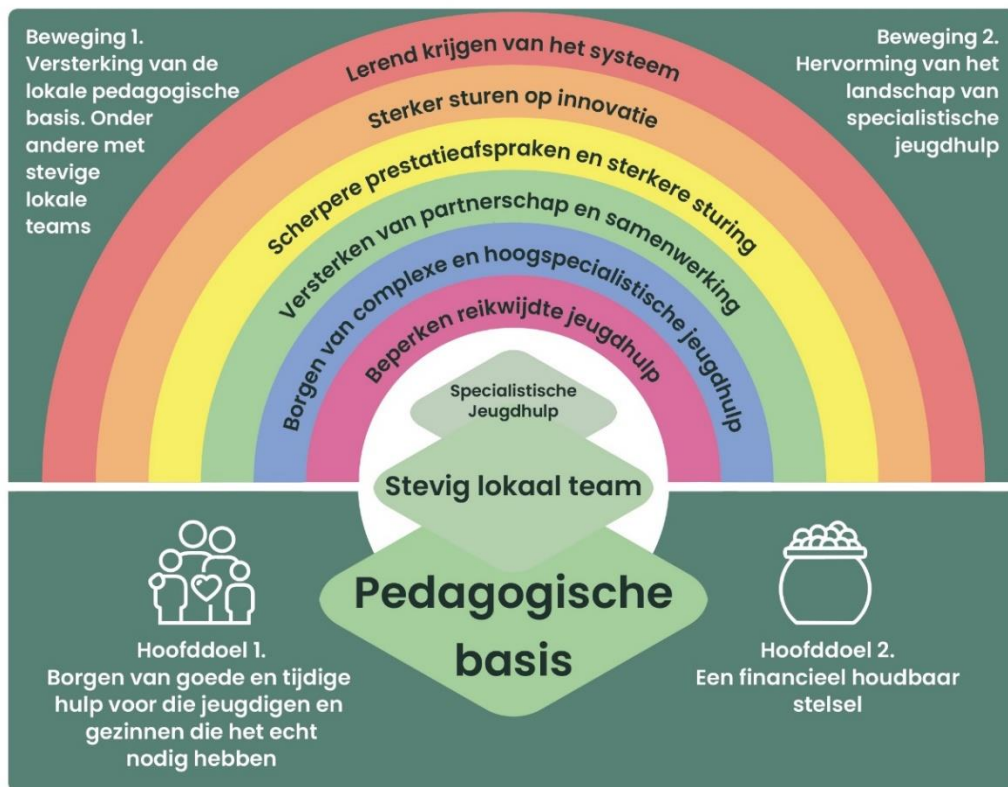 Beweging 1.
Versterking van de
lokale pedagogische
basis. Onder
andere met
stevige
lokale
teams
Beweging 2.
Hervorming van het
landschap van
specialistische
jeugdhulp
Lerend krijgen van het systeem
Sterker sturen op innovatie
Scherpere prestatieafspraken en sterkere sturing
Versterken van partnerschap en samenwerking
Borgen van complexe en hoogspecialistische jeugdhulp
Beperken reikwijdte jeugdhulp
Specialistische
Jeugdhulp
Stevig lokaal team
Pedagogische
basis
Hoofddoel 1.
Borgen van goede en tijdige
hulp voor die jeugdigen en
gezinnen die het echt
nodig hebben
Hoofddoel 2.
Een financieel houdbaar
stelsel